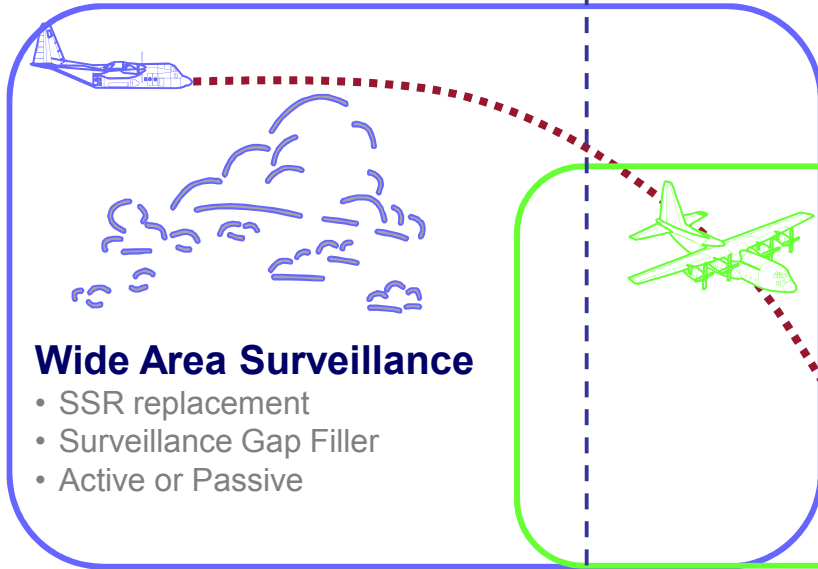 Wide Area Surveillance
• SSR replacement
• Surveillance Gap Filler
• Active or Passive